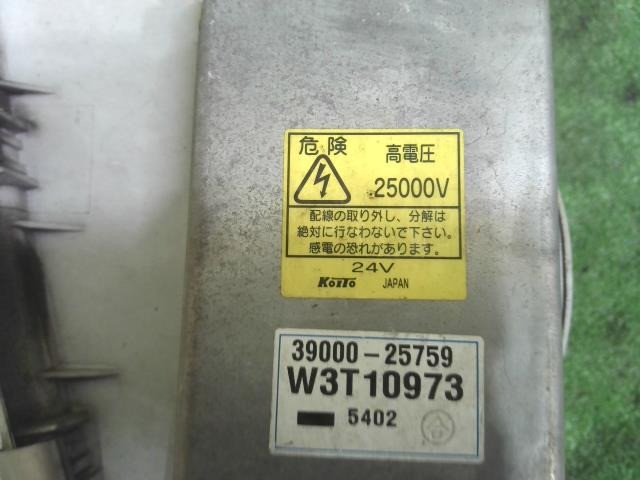 危険 高電圧
25000V
配線の取り外し、分解は
絶対に行なわないで下さい。
感電の恐れがあります。
24V
KOITO JAPAN
39000-25759
W3T10973
5402 合